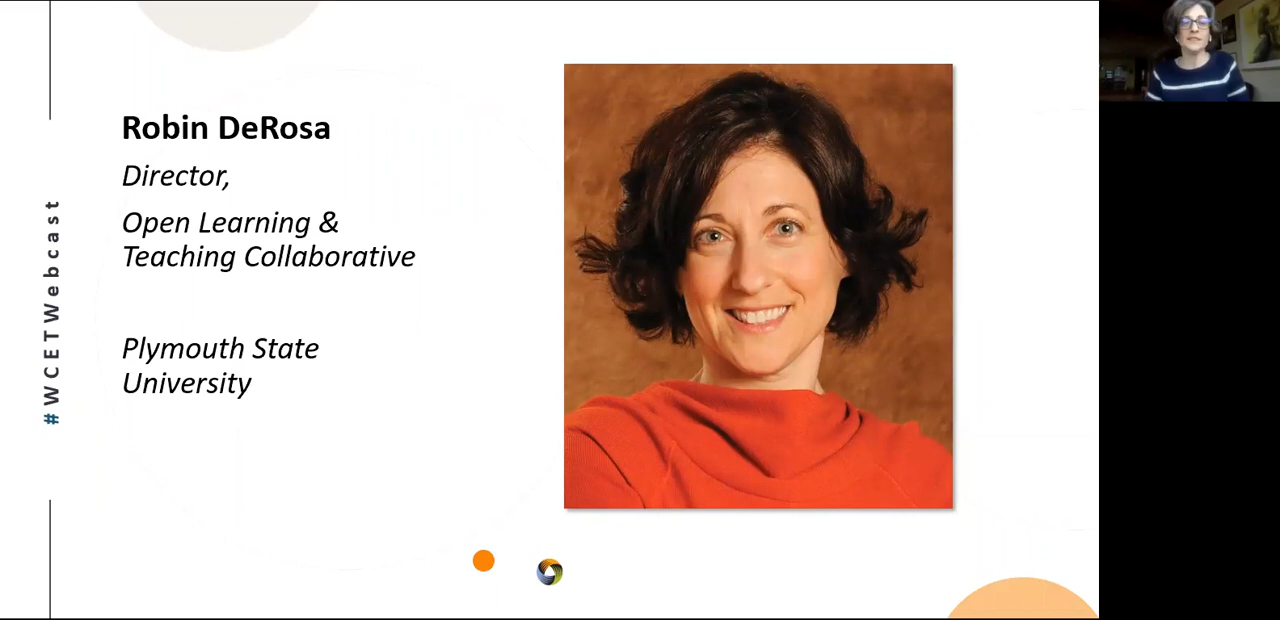 #WCETWebcast
Robin DeRosa
Director,
Open Learning &
Teaching Collaborative
Plymouth State
University